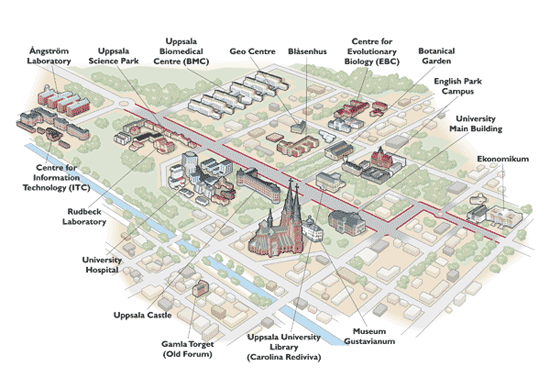 Ångström
Laboratory
Uppsala
Science Park
Uppsala
Biomedical
Centre (BMC)
Geo Centre
Blåsenhus
Centre for
Evolutionary
Biology (EBC)
Botanical
Garden
English Park
Campus
University
Main Building
Ekonomikum
Centre for
Information
Technology (ITC)
Rudbeck
Laboratory
University
Hospital
Uppsala Castle
Gamla Torget
(Old Forum)
Uppsala University
Library
(Carolina Rediviva)
Museum
Gustavianum